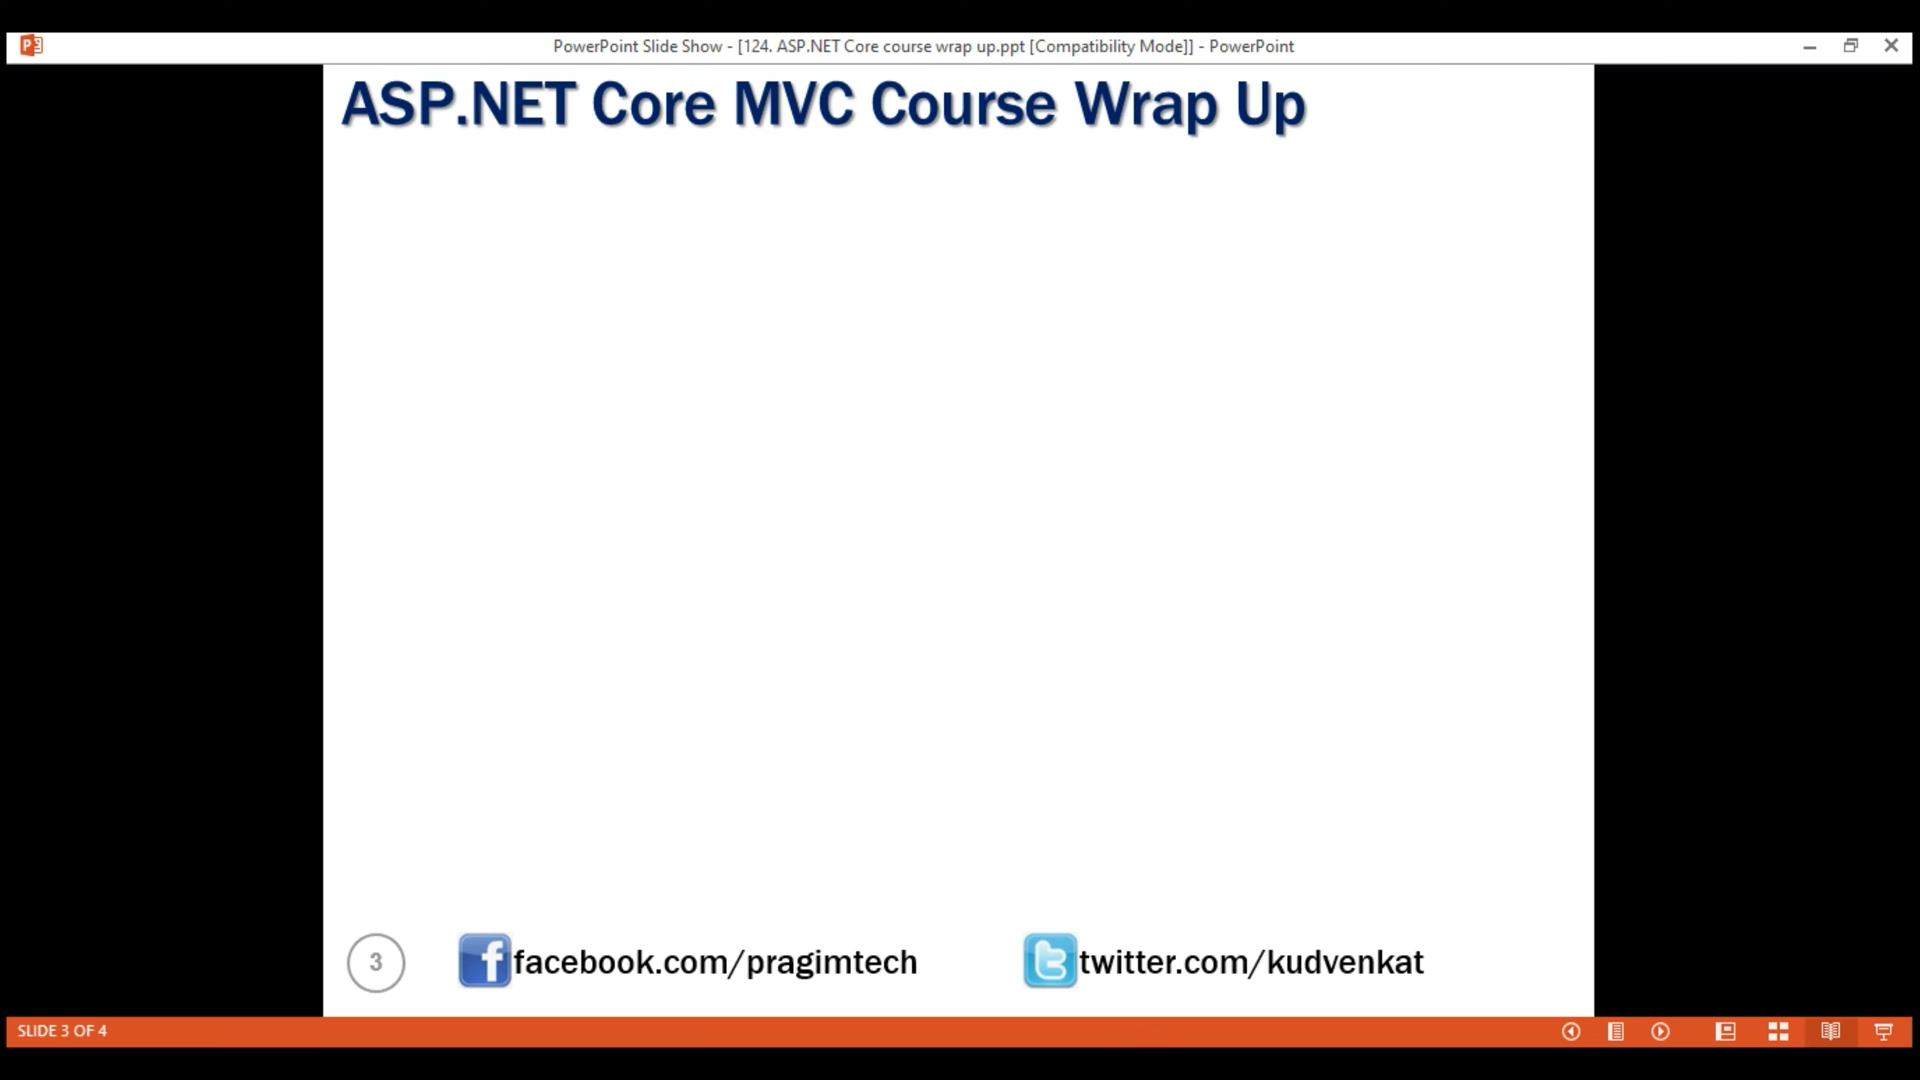 PowerPoint Slide Show - [124. ASP.NET Core course wrap up.ppt [Compatibility Mode]] - PowerPoint
ASP.NET Core MVC Course Wrap Up
3
facebook.com/pragimtech
twitter.com/kudvenkat
SLIDE 3 OF 4